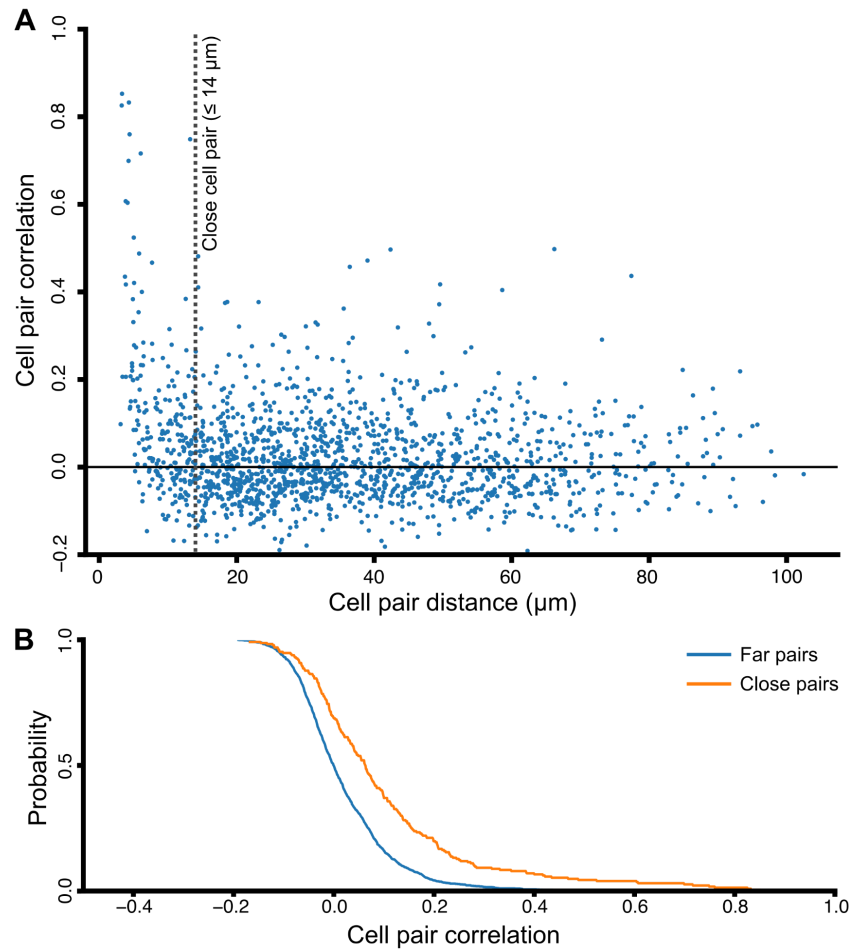 A
1.0
0.8
0.6
0.4
0.2
0.0
−0.2
Cell pair correlation
Close cell pair (≤ 14 μm)
0 20 40 60 80 100
Cell pair distance (μm)
B
1.0
0.5
0.0
Probability
Far pairs
Close pairs
−0.4 −0.2 0.0 0.2 0.4 0.6 0.8 1.0
Cell pair correlation